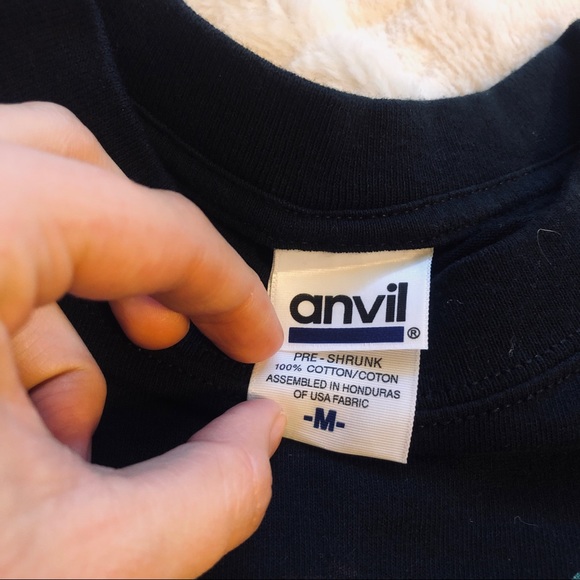 anvil®
PRE-SHRUNK
100% COTTON/COTON
ASSEMBLED IN HONDURAS
OF USA FABRIC
-M-